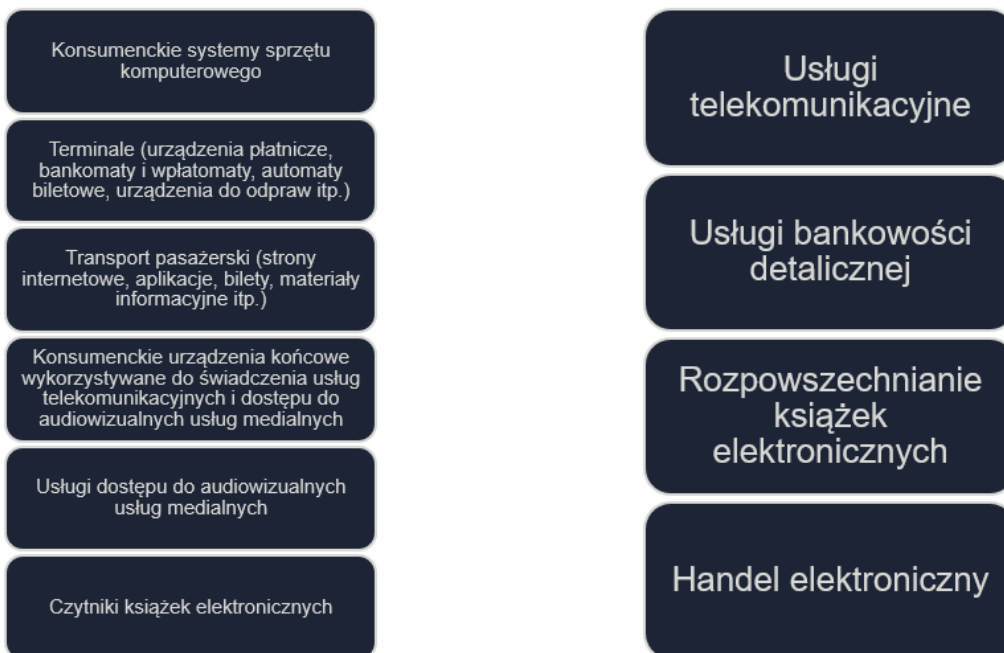 Konsumenckie systemy sprzętu
komputerowego
Terminale (urządzenia płatnicze,
bankomaty i wpłatomaty, automaty
biletowe, urządzenia do odpraw itp.)
Transport pasażerski (strony
internetowe, aplikacje, bilety, materiały
informacyjne itp.)
Konsumenckie urządzenia końcowe
wykorzystywane do świadczenia usług
telekomunikacyjnych i dostępu do
audiowizualnych usług medialnych
Usługi dostępu do audiowizualnych
usług medialnych
Czytniki książek elektronicznych
Usługi
telekomunikacyjne
Usługi bankowości
detalicznej
Rozpowszechnianie
książek
elektronicznych
Handel elektroniczny